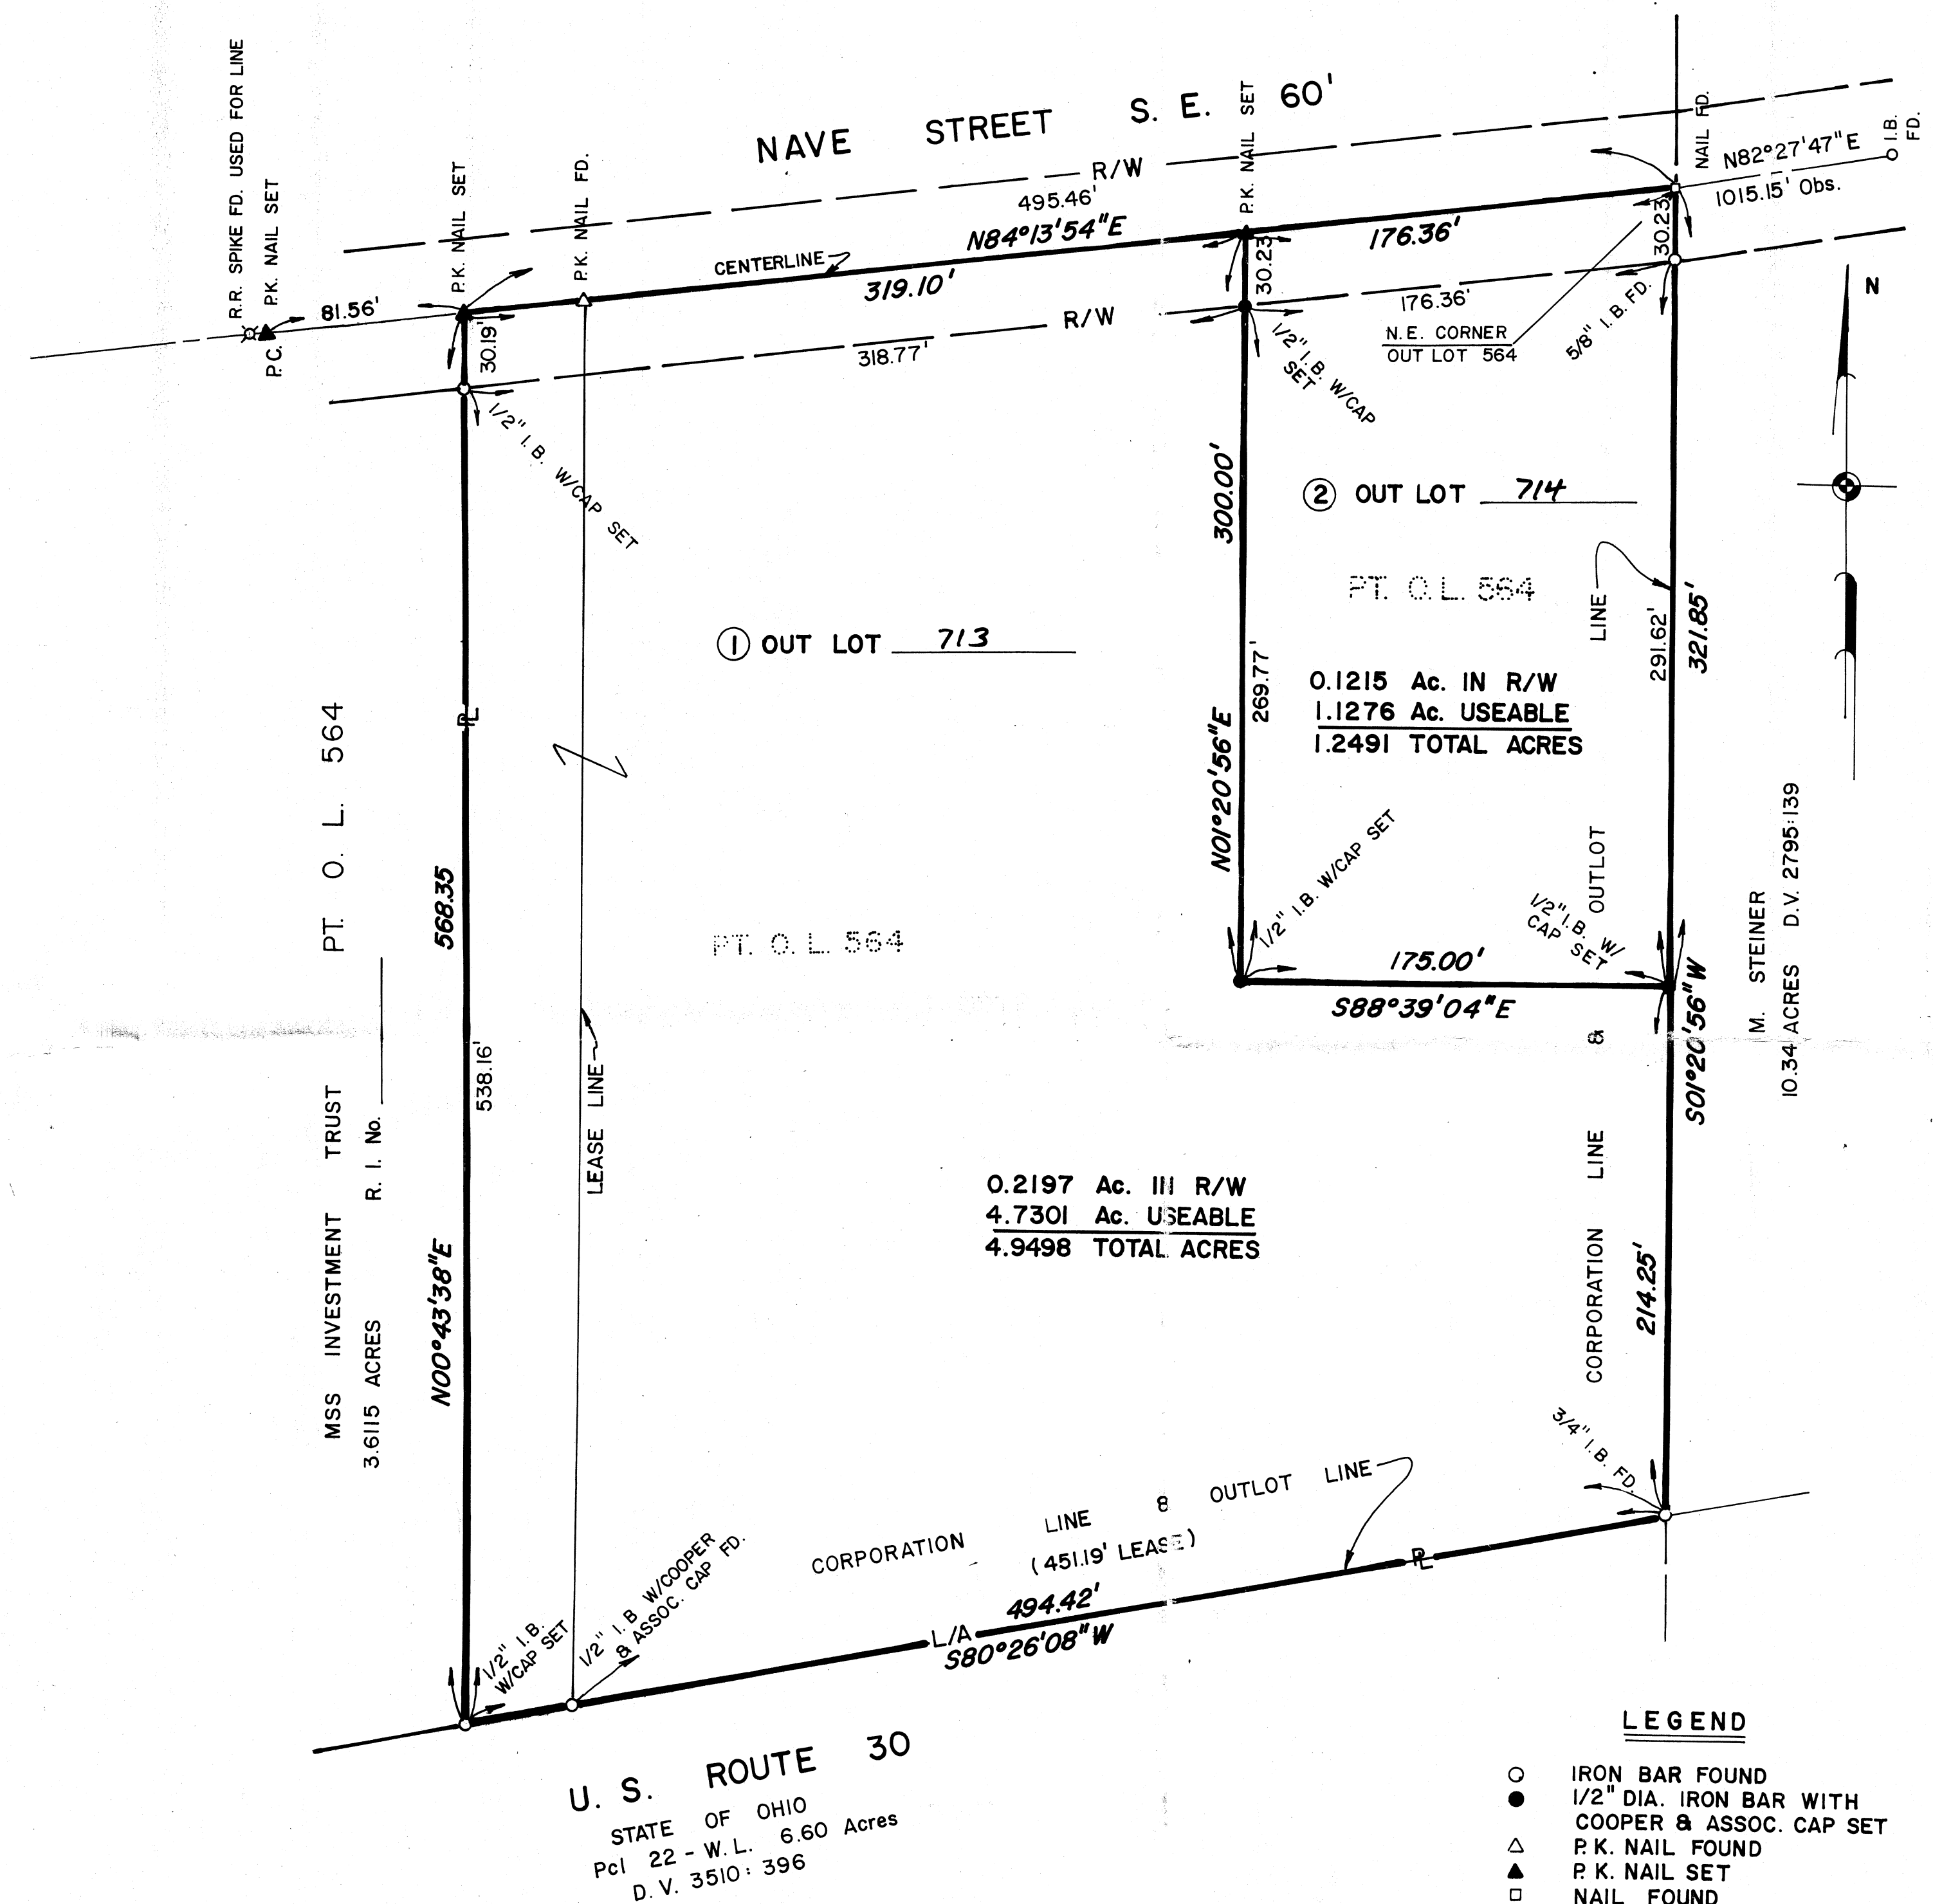 NAVE STREET S. E. 60'
R.R. SPIKE FD. USED FOR LINE
P.K. NAIL SET
P.C.
81.56'
P.K. NAIL SET
P.K. NAIL FD.
R/W
495.46'
N84°13'54"E
CENTERLINE
319.10'
P.K. NAIL SET
176.36'
NAIL FD.
N82°27'47"E
1015.15' Obs.
I.B.
FD.
30.19'
30.23'
30.23'
R/W
318.77'
176.36'
N.E. CORNER
OUT LOT 564
5/8" I.B. FD.
N
1/2" I.B. W/CAP SET
1/2" I.B. W/CAP
SET
300.00'
② OUT LOT 714
PT. O.L. 564
LINE
291.62'
321.85'
① OUT LOT 713
269.77'
N01°20'56"E
0.1215 Ac. IN R/W
1.1276 Ac. USEABLE
1.2491 TOTAL ACRES
PL
PT. O. L. 564
568.35
PT. O. L. 564
1/2" I.B. W/CAP SET
1/2" I.B. W/
CAP SET
175.00'
S88°39'04"E
S01°20'56"W
M. STEINER
10.34 ACRES D.V. 2795:139
538.16'
LEASE LINE
MSS INVESTMENT TRUST
R. I. No.
3.6115 ACRES
N00°43'38"E
0.2197 Ac. III R/W
4.7301 Ac. USEABLE
4.9498 TOTAL ACRES
CORPORATION LINE & OUTLOT
214.25'
3/4" I.B. FD.
CORPORATION LINE 8 OUTLOT LINE
(451.19' LEASE)
494.42'
L/A
S80°26'08"W
PL
1/2" I.B.
W/CAP SET
1/2" I.B W/COOPER
& ASSOC. CAP FD.
U. S. ROUTE 30
STATE OF OHIO
Pcl 22 - W. L. 6.60 Acres
D. V. 3510: 396
LEGEND
IRON BAR FOUND
1/2" DIA. IRON BAR WITH
COOPER & ASSOC. CAP SET
P.K. NAIL FOUND
P.K. NAIL SET
NAIL FOUND